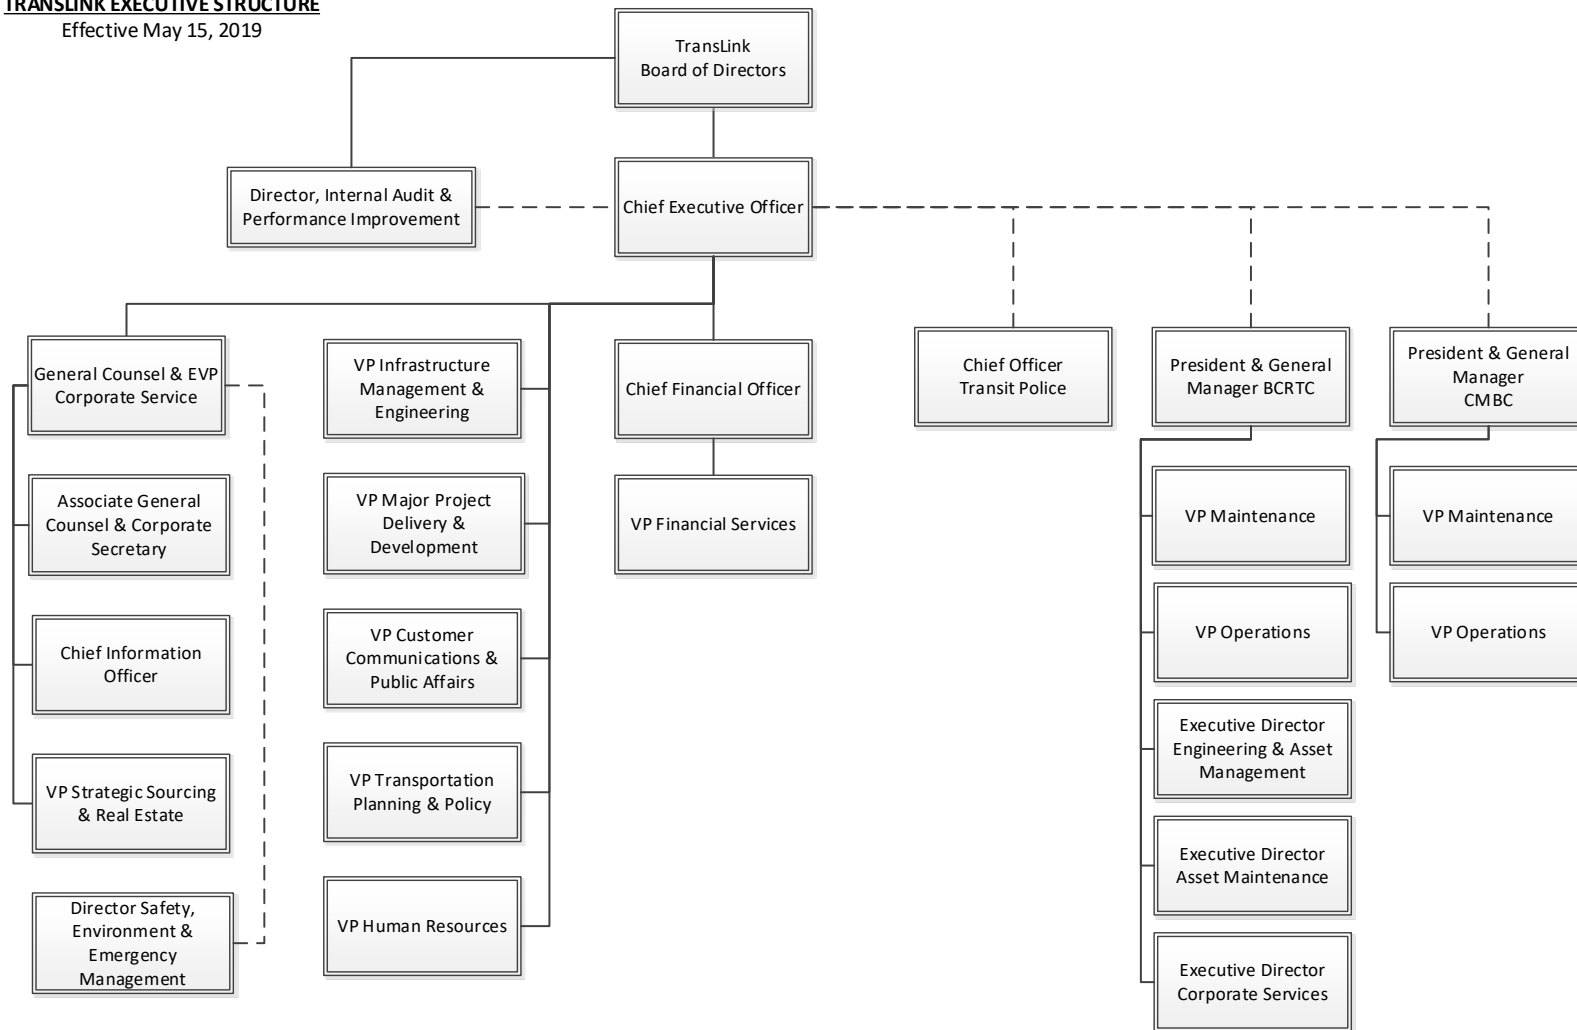 TRANSLINK EXECUTIVE STRUCTURE
Effective May 15, 2019
TransLink
Board of Directors
Director, Internal Audit &
Performance Improvement
Chief Executive Officer
General Counsel & EVP
Corporate Service
VP Infrastructure
Management &
Engineering
Chief Financial Officer
Chief Officer
Transit Police
President & General
Manager BCRTC
President & General
Manager
CMBC
Associate General
Counsel & Corporate
Secretary
VP Major Project
Delivery &
Development
VP Financial Services
VP Maintenance
VP Maintenance
Chief Information
Officer
VP Customer
Communications &
Public Affairs
VP Operations
VP Operations
VP Strategic Sourcing
& Real Estate
VP Transportation
Planning & Policy
Executive Director
Engineering & Asset
Management
Executive Director
Asset Maintenance
Director Safety,
Environment &
Emergency
Management
VP Human Resources
Executive Director
Corporate Services